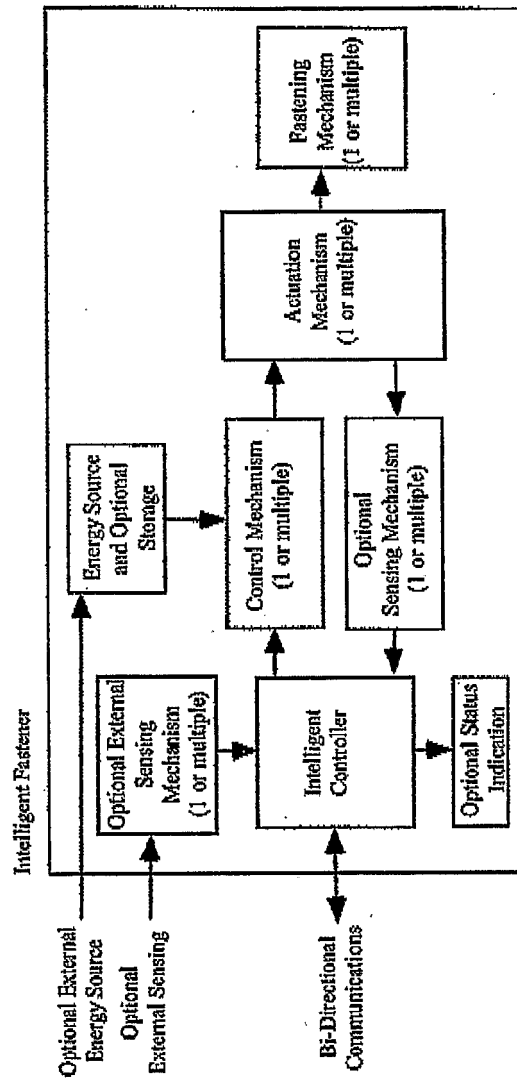 Intelligent Fastener
Optional External
Energy Source
Optional
External Sensing
Bi-Directional
Communications
Energy Source
and Optional
Storage
Optional External
Sensing
Mechanism
(1 or multiple)
Control Mechanism
(1 or multiple)
Intelligent
Controller
Optional Status
Indication
Optional
Sensing Mechanism
(1 or multiple)
Actuation
Mechanism
(1 or multiple)
Fastening
Mechanism
(1 or multiple)